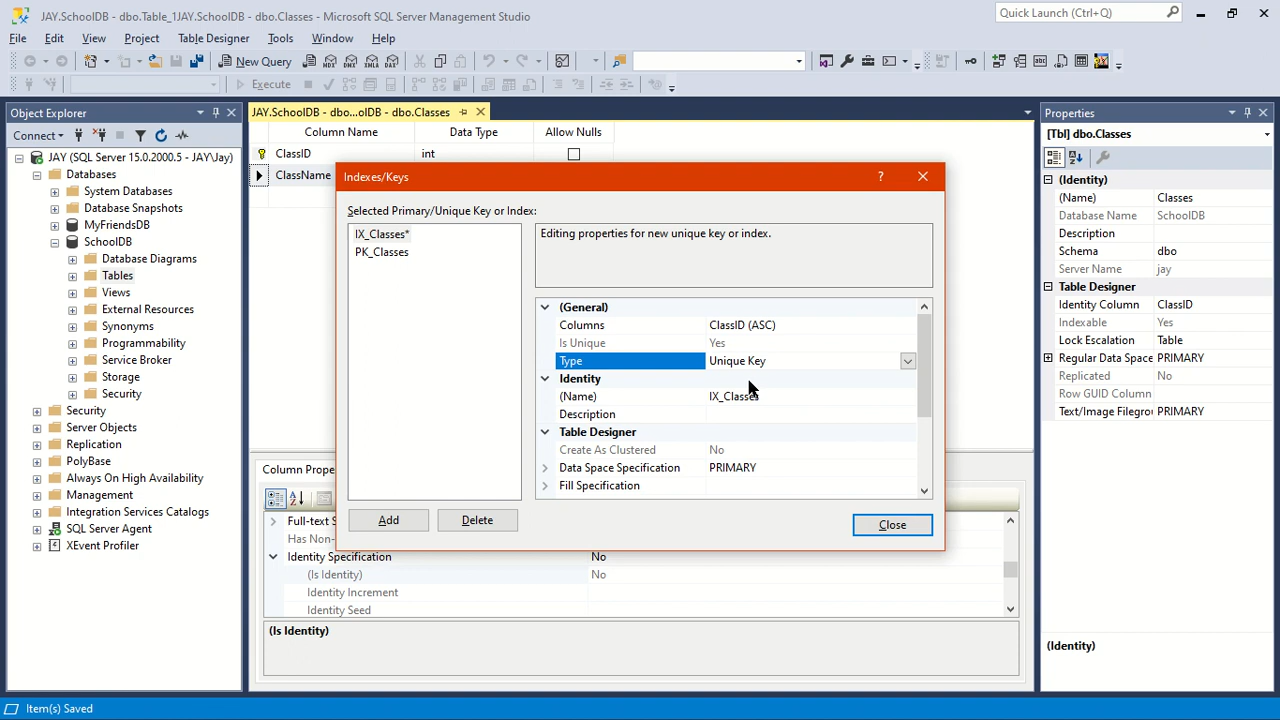 JAY.SchoolDB - dbo.Table_1JAY.SchoolDB - dbo.Classes - Microsoft SQL Server Management Studio
Quick Launch (Ctrl+Q)
File Edit View Project Table Designer Tools Window Help
New Query
Execute
Object Explorer
Connect
JAY (SQL Server 15.0.2000.5 - JAY\Jay)
Databases
System Databases
Database Snapshots
MyFriendsDB
SchoolDB
Database Diagrams
Tables
Views
External Resources
Synonyms
Programmability
Service Broker
Storage
Security
Security
Server Objects
Replication
PolyBase
Always On High Availability
Management
Integration Services Catalogs
SQL Server Agent
XEvent Profiler
JAY.SchoolDB - dbo...olDB - dbo.Classes
Column Name Data Type Allow Nulls
ClassID int
ClassName
Indexes/Keys
?
Selected Primary/Unique Key or Index:
IX_Classes*
PK_Classes
Editing properties for new unique key or index.
(General)
Columns ClassID (ASC)
Is Unique Yes
Type Unique Key
Identity
(Name) IX_Classes
Description
Table Designer
Create As Clustered No
Data Space Specification PRIMARY
Fill Specification
Add Delete Close
Column Prope
Full-text S
Has Non-
Identity Specification No
(Is Identity) No
Identity Increment
Identity Seed
(Is Identity)
Properties
[Tbl] dbo.Classes
(Identity)
(Name) Classes
Database Name SchoolDB
Description
Schema dbo
Server Name jay
Table Designer
Identity Column ClassID
Indexable Yes
Lock Escalation Table
Regular Data Space PRIMARY
Replicated No
Row GUID Column
Text/Image Filegro PRIMARY
(Identity)
Item(s) Saved